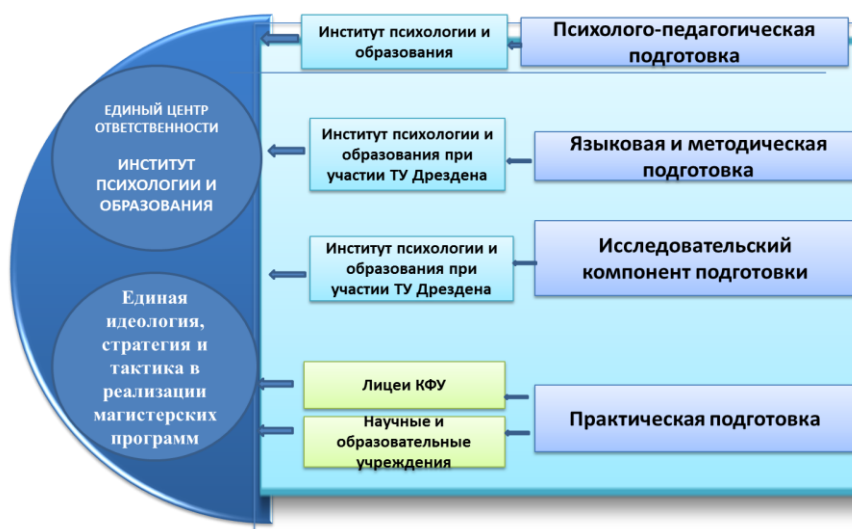 Институт психологии и
образования
Психолого-педагогическая
подготовка
ЕДИНЫЙ ЦЕНТР
ОТВЕТСТВЕННОСТИ
ИНСТИТУТ
ПСИХОЛОГИИ И
ОБРАЗОВАНИЯ
Институт психологии и
образования при
участии ТУ Дрездена
Языковая и методическая
подготовка
Институт психологии и
образования при
участии ТУ Дрездена
Исследовательский
компонент подготовки
Единая
идеология,
стратегия и
тактика в
реализации
магистерских
программ
Лицеи КФУ
Научные и
образовательные
учреждения
Практическая подготовка